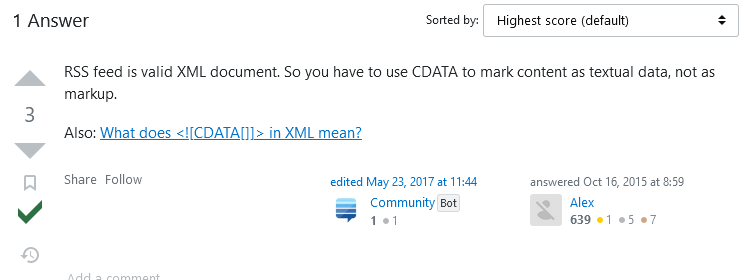 1 Answer
Sorted by:
Highest score (default)
RSS feed is valid XML document. So you have to use CDATA to mark content as textual data, not as
markup.
3
Also: What does <![CDATA[]]> in XML mean?
Share Follow
edited May 23, 2017 at 11:44
Community Bot
1 1
answered Oct 16, 2015 at 8:59
Alex
639 1 5 7
Add a comment